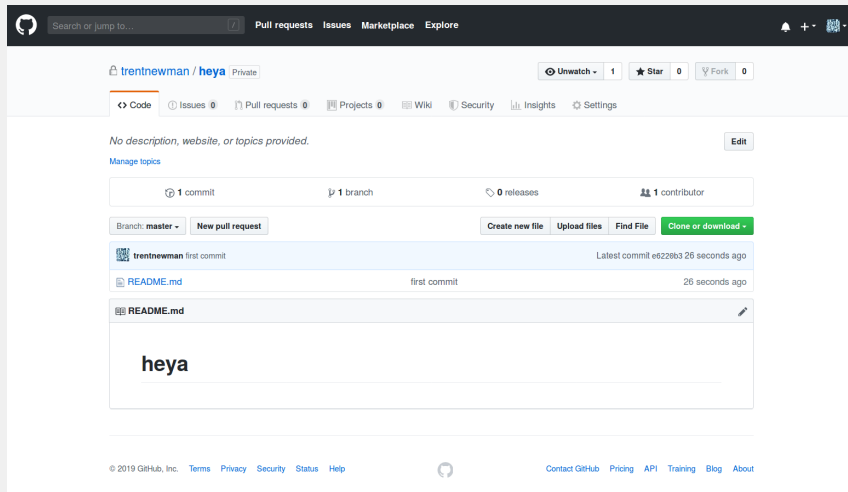 Search or jump to... / Pull requests Issues Marketplace Explore
trentnewman / heya Private Unwatch 1 Star 0 Fork 0
Code Issues 0 Pull requests 0 Projects 0 Wiki Security Insights Settings
No description, website, or topics provided. Edit
Manage topics
1 commit 1 branch 0 releases 1 contributor
Branch: master New pull request Create new file Upload files Find File Clone or download
trentnewman first commit Latest commit e6220b3 26 seconds ago
README.md first commit 26 seconds ago
README.md
heya
© 2019 GitHub, Inc. Terms Privacy Security Status Help Contact GitHub Pricing API Training Blog About